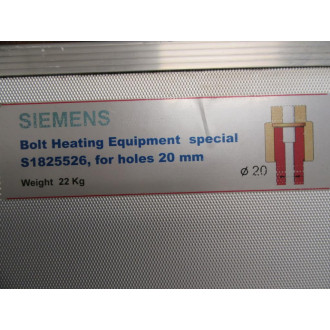 SIEMENS
Bolt Heating Equipment special
S1825526, for holes 20 mm
Weight 22 Kg
ø 20